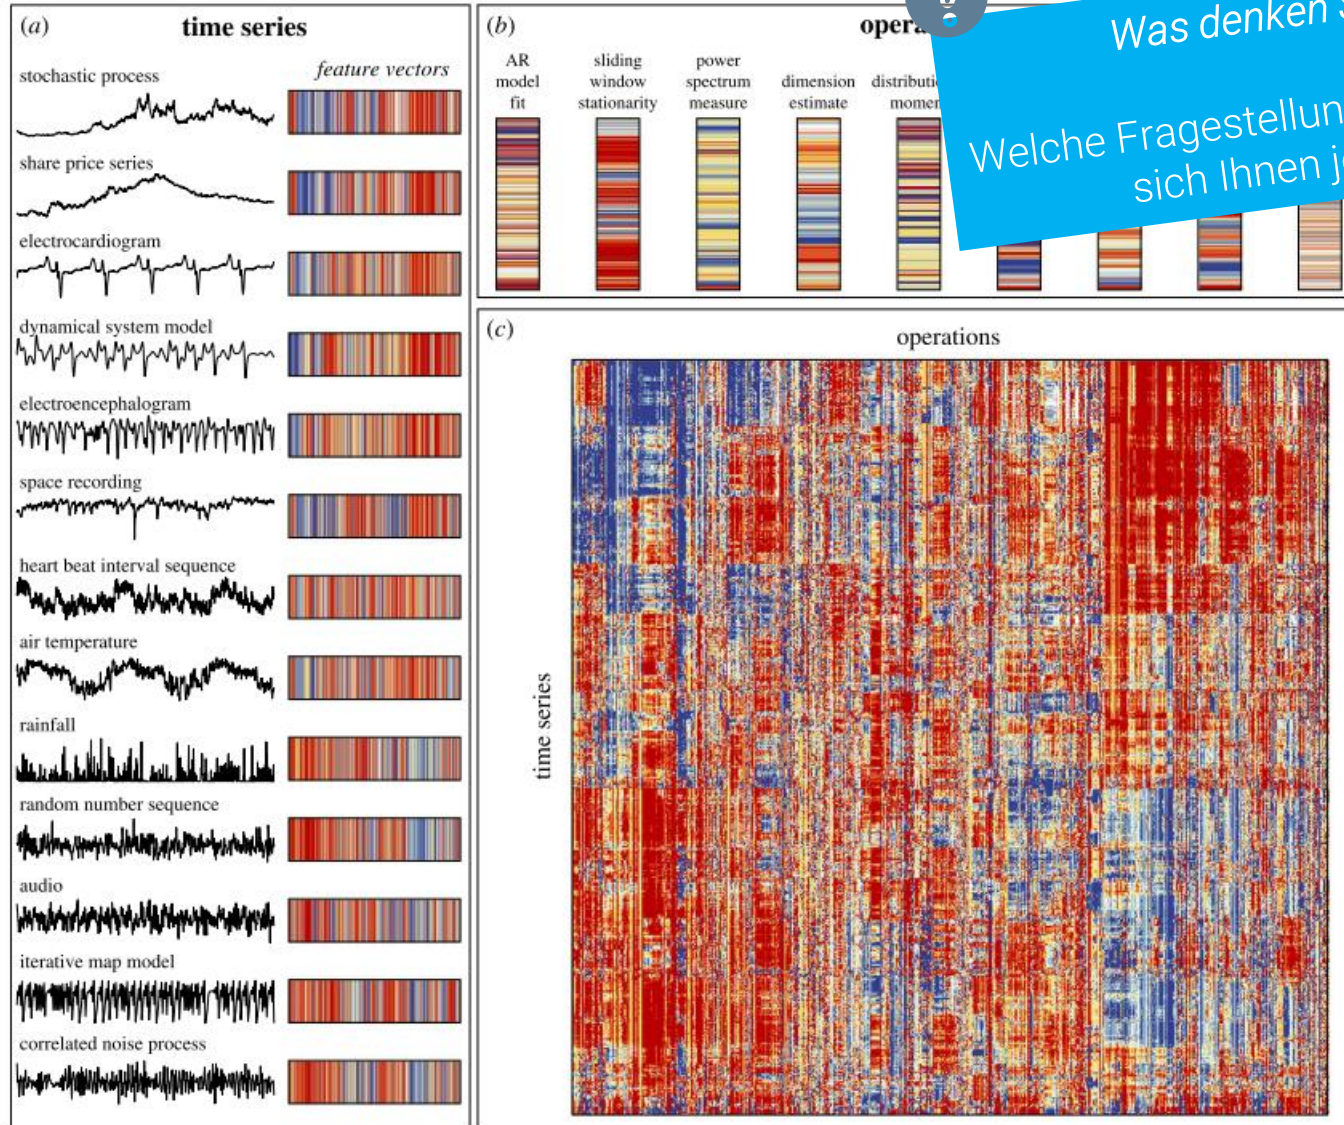 (a) time series
feature vectors
stochastic process
share price series
electrocardiogram
dynamical system model
electroencephalogram
space recording
heart beat interval sequence
air temperature
rainfall
random number sequence
audio
iterative map model
correlated noise process
(b)
AR
model
fit
sliding
window
stationarity
power
spectrum
measure
dimension
estimate
Was denken
Welche
sich Ihnen
(c)
operations
time series